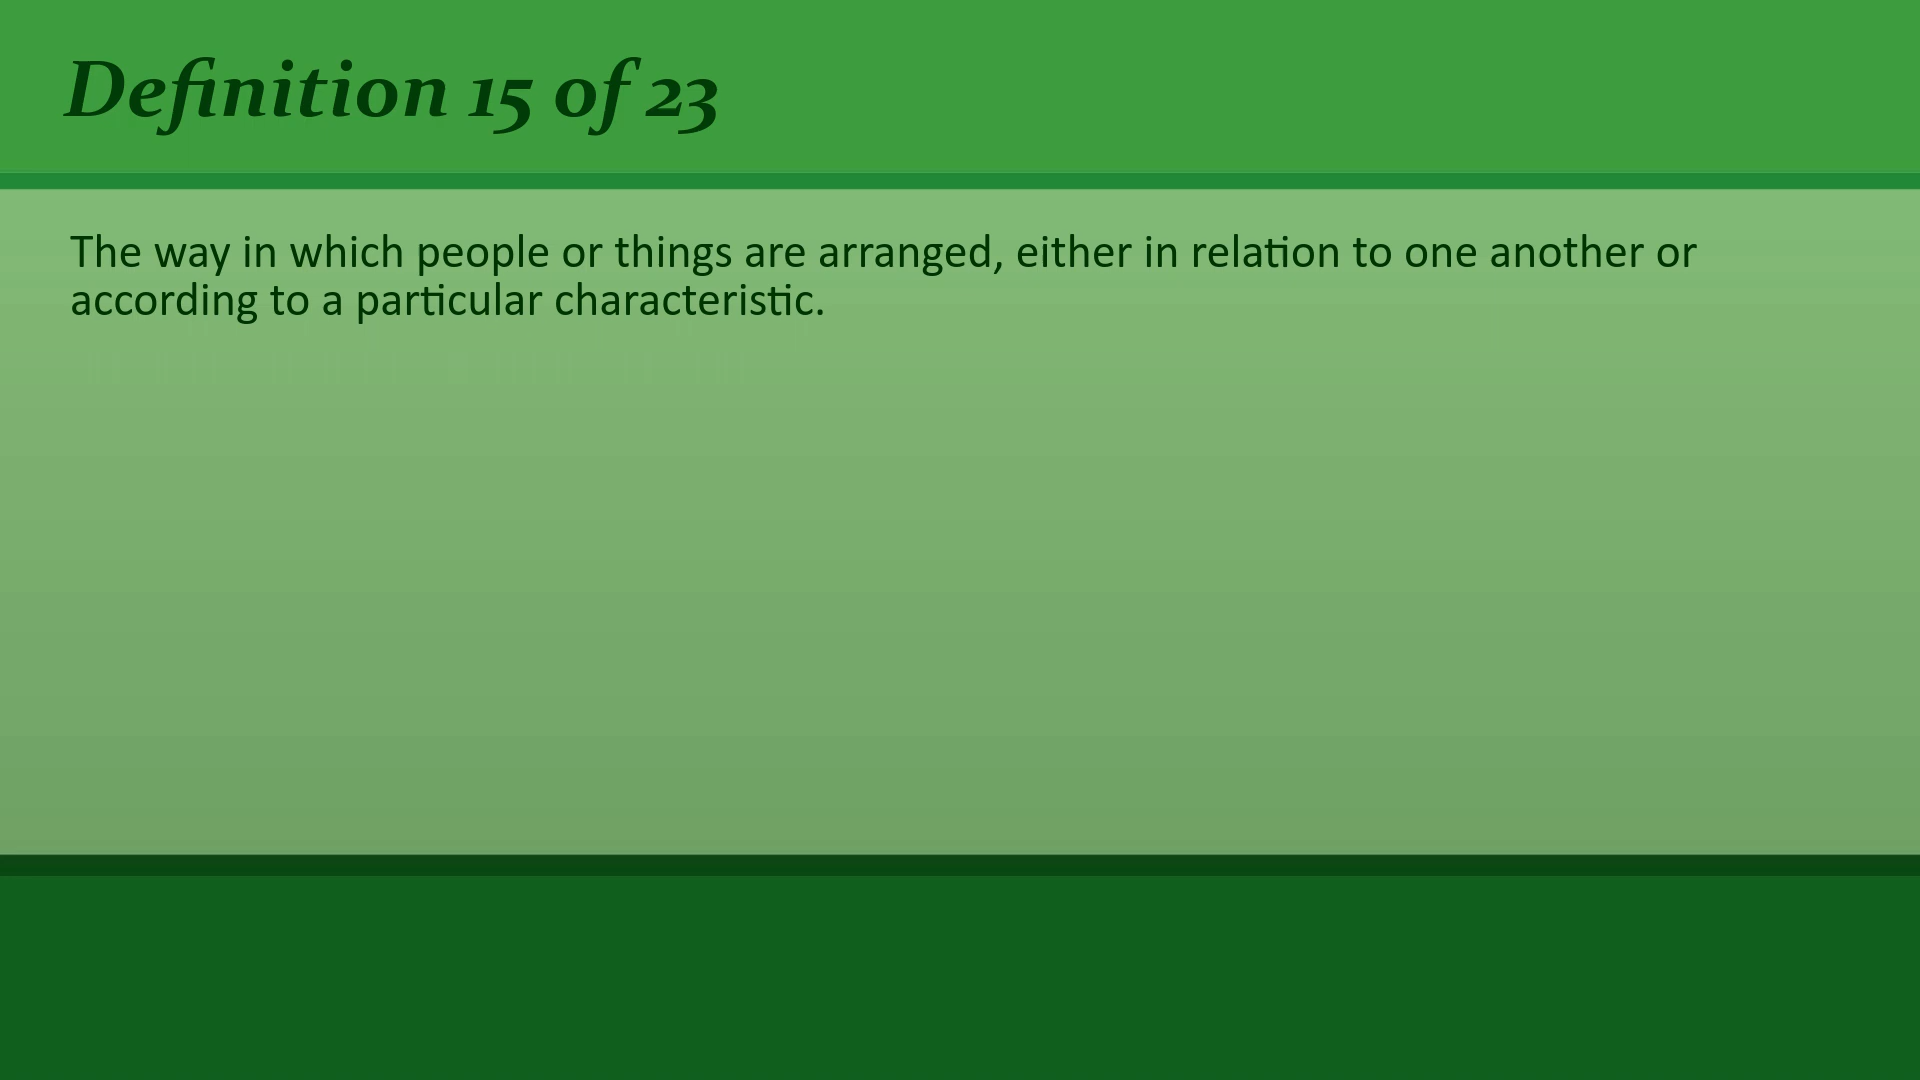 Definition 15 of 23
The way in which people or things are arranged, either in relation to one another or
according to a particular characteristic.